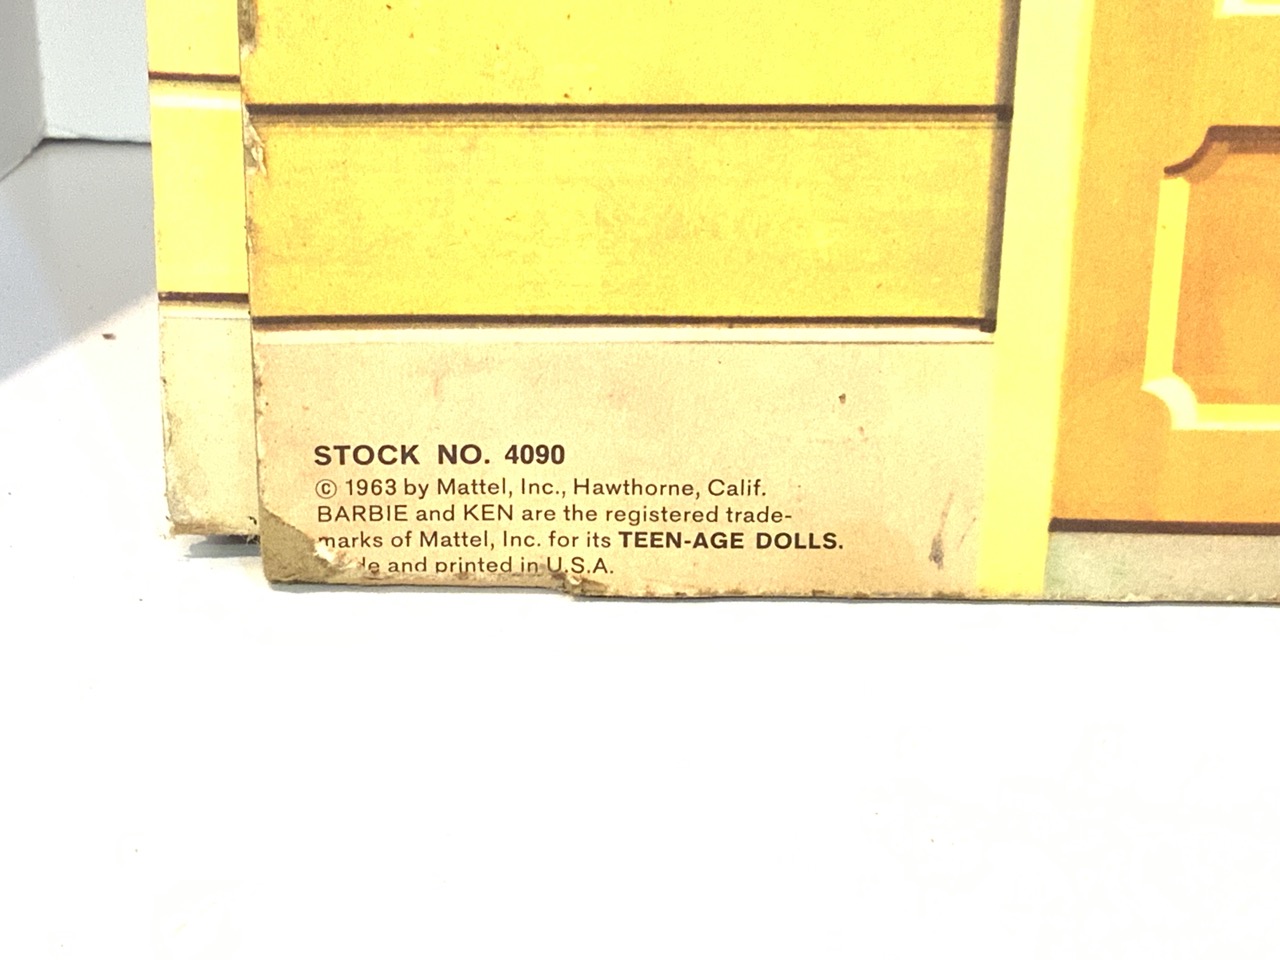 STOCK NO. 4090
© 1963 by Mattel, Inc., Hawthorne, Calif.
BARBIE and KEN are the registered trade-
marks of Mattel, Inc. for its TEEN-AGE DOLLS.
and printed in U.S.A.